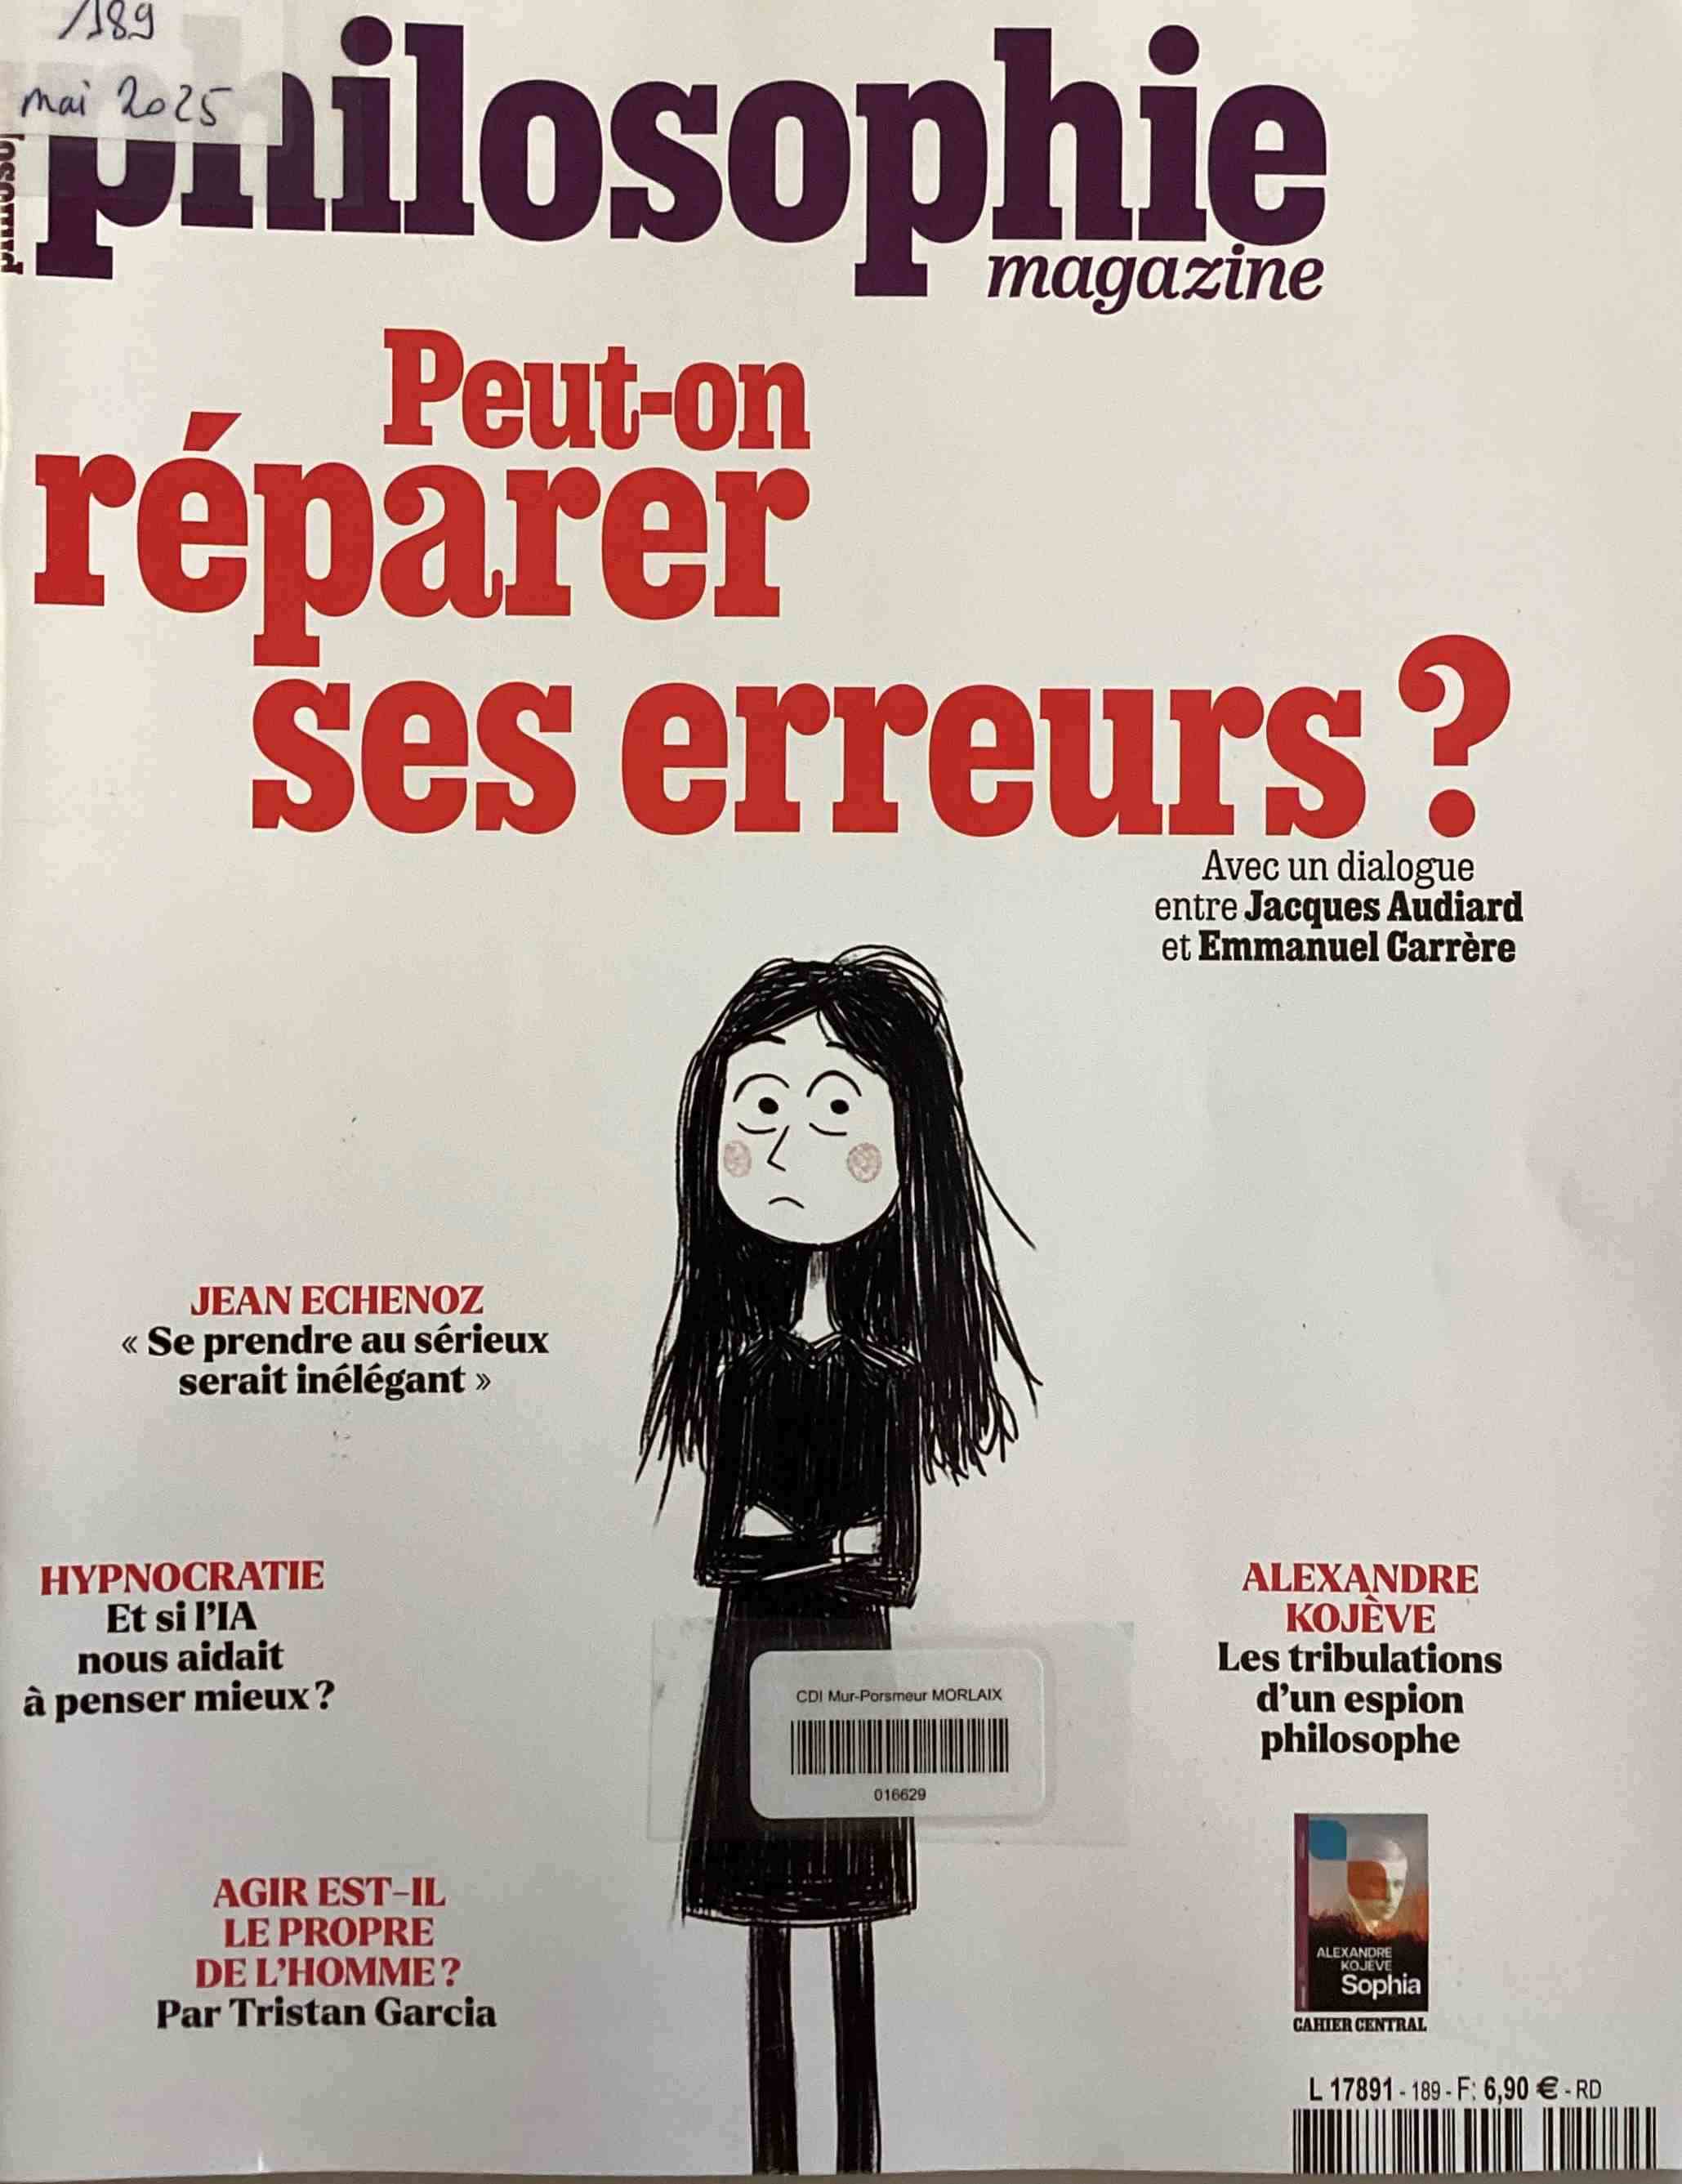 189
mai 2025
philosophie
magazine
Peut-on
réparer
ses erreurs ?
Avec un dialogue
entre Jacques Audiard
et Emmanuel Carrère
JEAN ECHENOZ
« Se prendre au sérieux
serait inélégant »
HYPNOCRATIE
Et si l'IA
nous aidait
à penser mieux ?
ALEXANDRE
KOJÈVE
Les tribulations
d'un espion
philosophe
CDI Mur-Porsmeur MORLAIX
016629
AGIR EST-IL
LE PROPRE
DE L'HOMME ?
Par Tristan Garcia
ALEXANDRE
KOJÈVE
Sophia
CAHIER CENTRAL
L 17891 - 189 - F: 6,90 € - RD